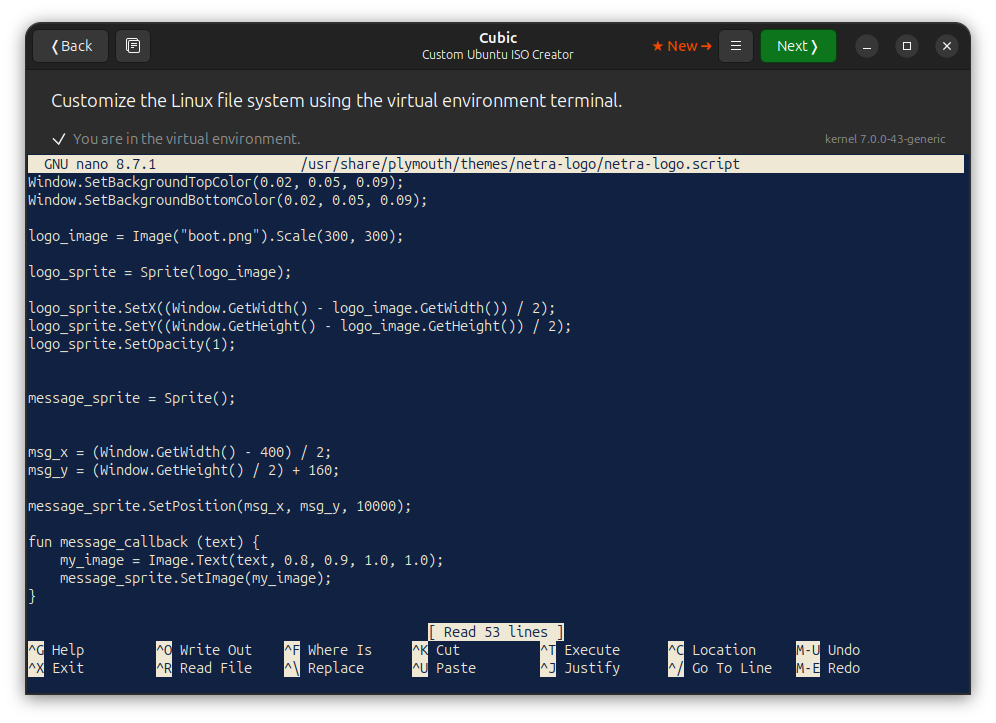 ❬Back
Cubic
Custom Ubuntu ISO Creator
★ New ➔
Next❭
Customize the Linux file system using the virtual environment terminal.
✓ You are in the virtual environment.
kernel 7.0.0-43-generic
GNU nano 8.7.1 /usr/share/plymouth/themes/netra-logo/netra-logo.script
Window.SetBackgroundTopColor(0.02, 0.05, 0.09);
Window.SetBackgroundBottomColor(0.02, 0.05, 0.09);
logo_image = Image("boot.png").Scale(300, 300);
logo_sprite = Sprite(logo_image);
logo_sprite.SetX((Window.GetWidth() - logo_image.GetWidth()) / 2);
logo_sprite.SetY((Window.GetHeight() - logo_image.GetHeight()) / 2);
logo_sprite.SetOpacity(1);
message_sprite = Sprite();
msg_x = (Window.GetWidth() - 400) / 2;
msg_y = (Window.GetHeight() / 2) + 160;
message_sprite.SetPosition(msg_x, msg_y, 10000);
fun message_callback (text) {
    my_image = Image.Text(text, 0.8, 0.9, 1.0, 1.0);
    message_sprite.SetImage(my_image);
}
[ Read 53 lines ]
^G Help ^O Write Out ^F Where Is ^K Cut ^T Execute ^C Location M-U Undo
^X Exit ^R Read File ^\ Replace ^U Paste ^J Justify ^/ Go To Line M-E Redo